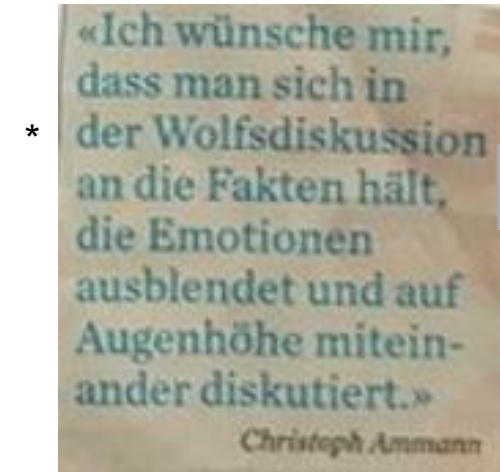 «Ich wünsche mir,
dass man sich in
* der Wolfsdiskussion
an die Fakten hält,
die Emotionen
ausblendet und auf
Augenhöhe mitein-
ander diskutiert.»
Christoph Ammann